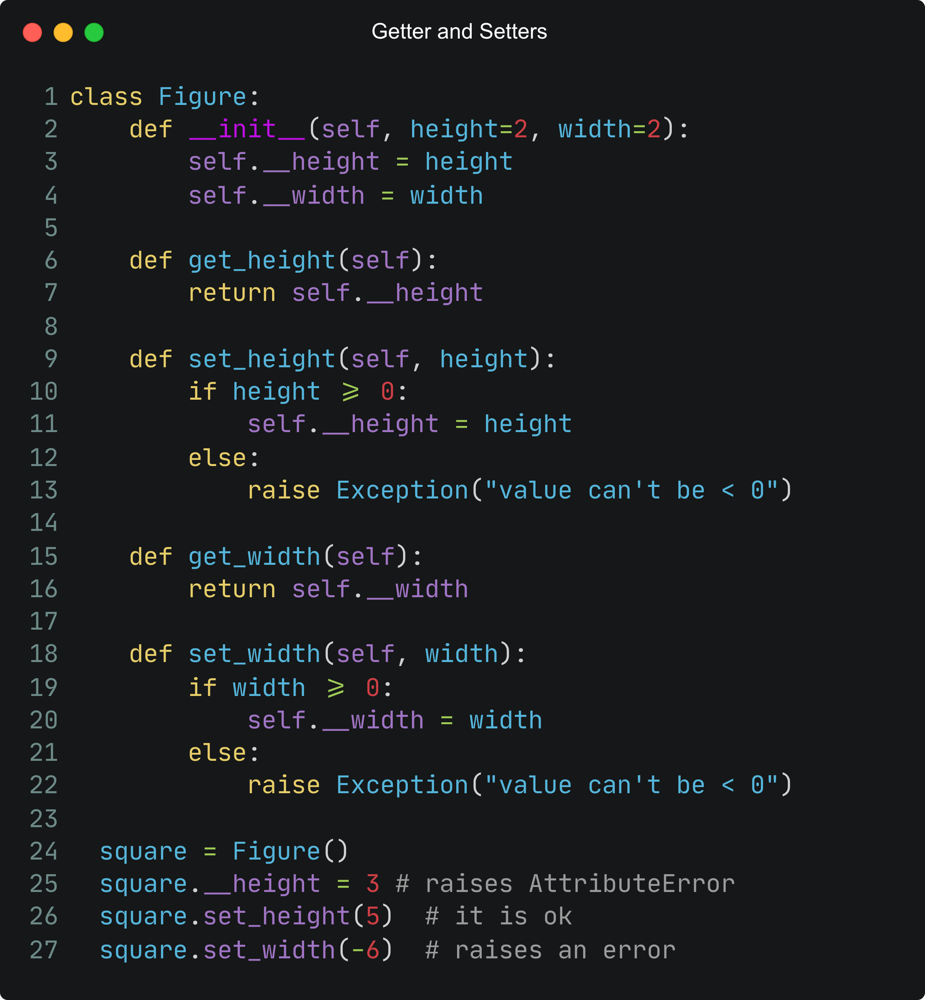 Getter and Setters
1 class Figure:
2     def __init__(self, height=2, width=2):
3         self.__height = height
4         self.__width = width
5
6     def get_height(self):
7         return self.__height
8
9     def set_height(self, height):
10         if height ⩾ 0:
11             self.__height = height
12         else:
13             raise Exception("value can't be < 0")
14
15     def get_width(self):
16         return self.__width
17
18     def set_width(self, width):
19         if width ⩾ 0:
20             self.__width = width
21         else:
22             raise Exception("value can't be < 0")
23
24   square = Figure()
25   square.__height = 3 # raises AttributeError
26   square.set_height(5)  # it is ok
27   square.set_width(-6)  # raises an error